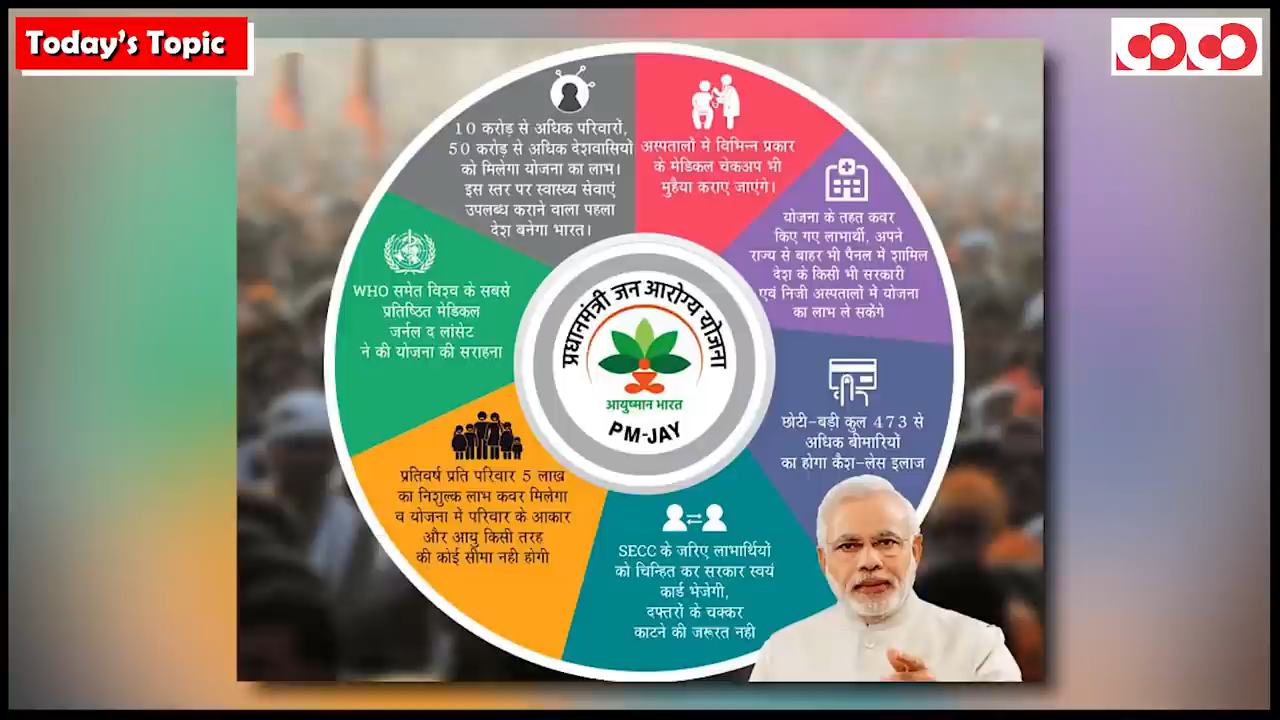 Today's Topic
10 करोड़ से अधिक परिवारों,
50 करोड़ से अधिक देशवासियों
को मिलेगा योजना का लाभ।
इस स्तर पर स्वास्थ्य सेवाएं
उपलब्ध कराने वाला पहला
देश बनेगा भारत।
अस्पतालों में विभिन्न प्रकार
के मेडिकल चेकअप भी
मुहैया कराए जाएंगे।
योजना के तहत कवर
किए गए लाभार्थी, अपने
राज्य से बाहर भी पैनल में शामिल
देश के किसी भी सरकारी
एवं निजी अस्पतालों में योजना
का लाभ ले सकेंगे
छोटी-बड़ी कुल 473 से
अधिक बीमारियों
का होगा कैश-लेस इलाज
SECC के जरिए लाभार्थियों
को चिन्हित कर सरकार स्वयं
कार्ड भेजेगी,
दफ्तरों के चक्कर
काटने की जरूरत नही
प्रतिवर्ष प्रति परिवार 5 लाख
का निशुल्क लाभ कवर मिलेगा
व योजना में परिवार के आकार
और आयु किसी तरह
की कोई सीमा नही होगी
WHO समेत विश्व के सबसे
प्रतिष्ठित मेडिकल
जर्नल द लांसेट
ने की योजना की सराहना
प्रधानमंत्री जन आरोग्य योजना
आयुष्मान भारत
PM-JAY